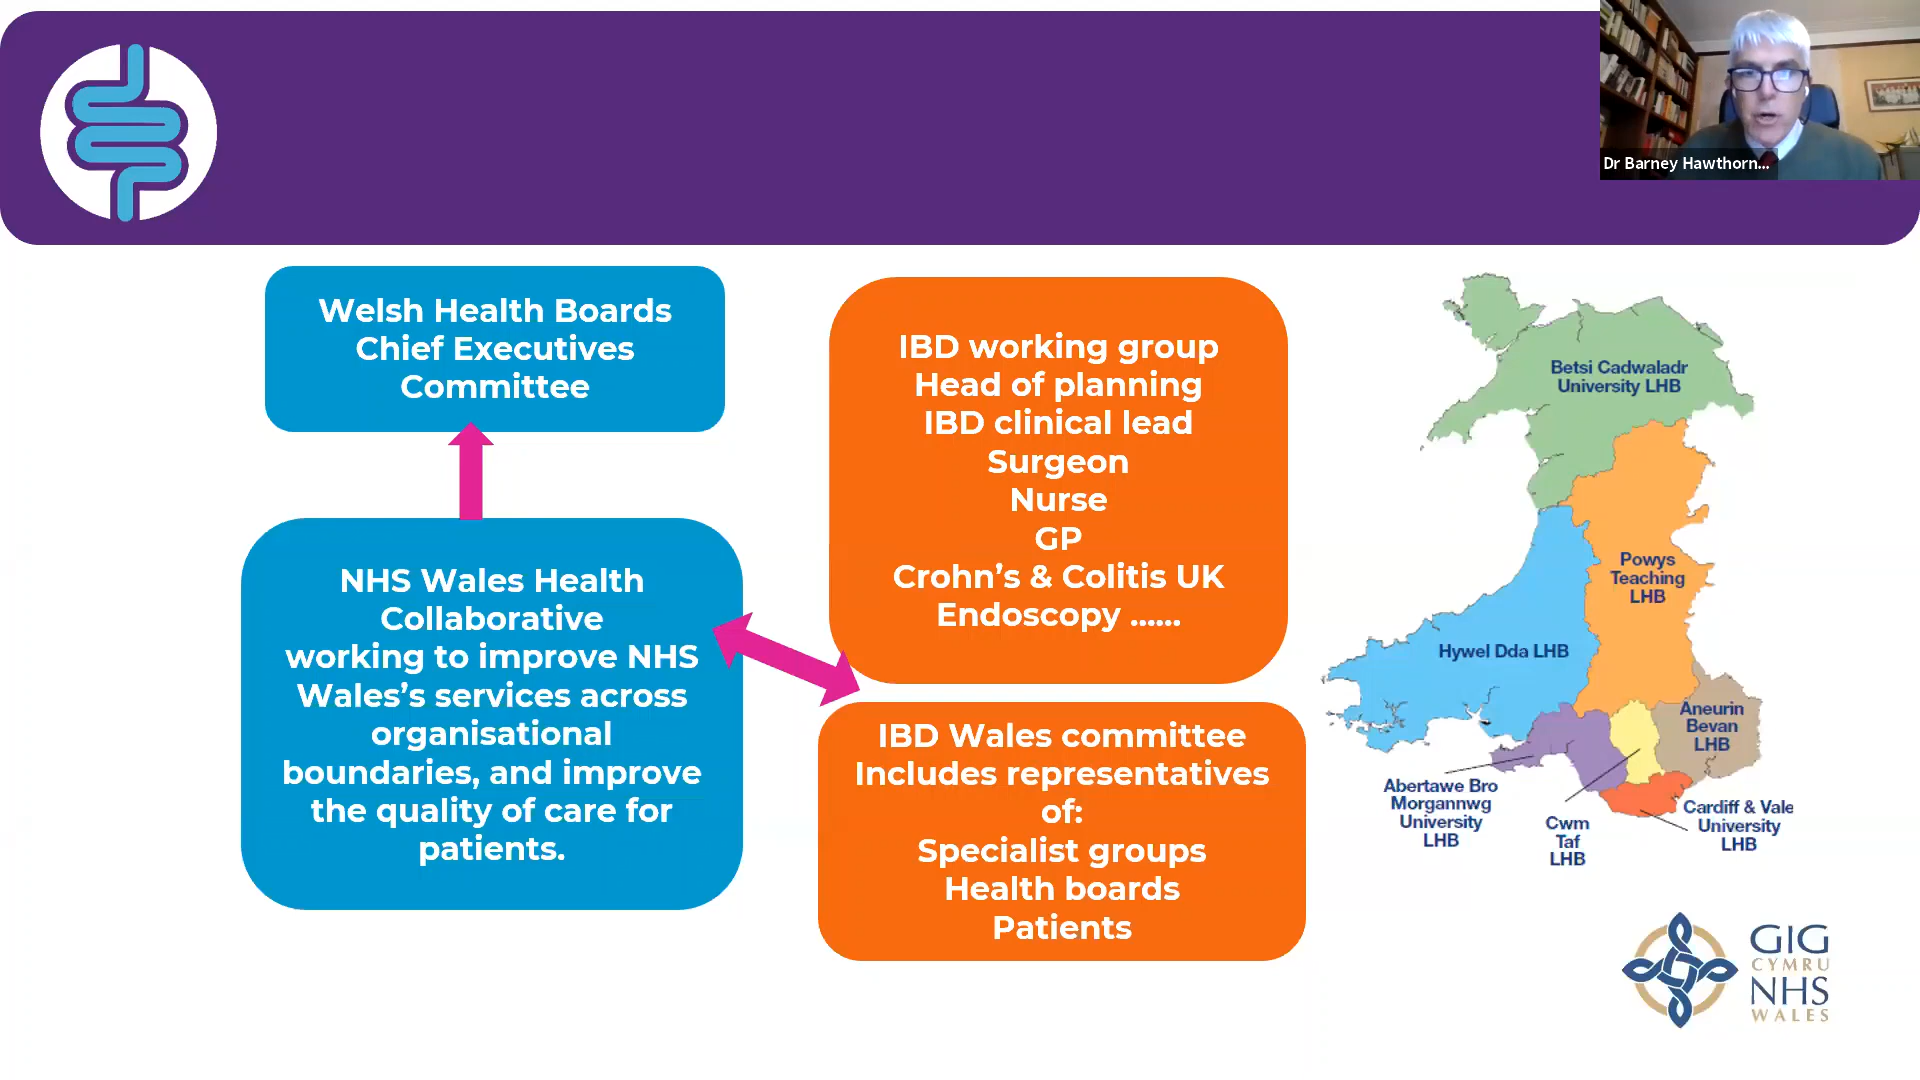 Dr Barney Hawthorn...
Welsh Health Boards
Chief Executives
Committee
NHS Wales Health
Collaborative
working to improve NHS
Wales’s services across
organisational
boundaries, and improve
the quality of care for
patients.
IBD working group
Head of planning
IBD clinical lead
Surgeon
Nurse
GP
Crohn’s & Colitis UK
Endoscopy ......
IBD Wales committee
Includes representatives
of:
Specialist groups
Health boards
Patients
Betsi Cadwaladr
University LHB
Powys
Teaching
LHB
Hywel Dda LHB
Aneurin
Bevan
LHB
Abertawe Bro
Morgannwg
University
LHB
Cwm
Taf
LHB
Cardiff & Vale
University
LHB
GIG
CYMRU
NHS
WALES